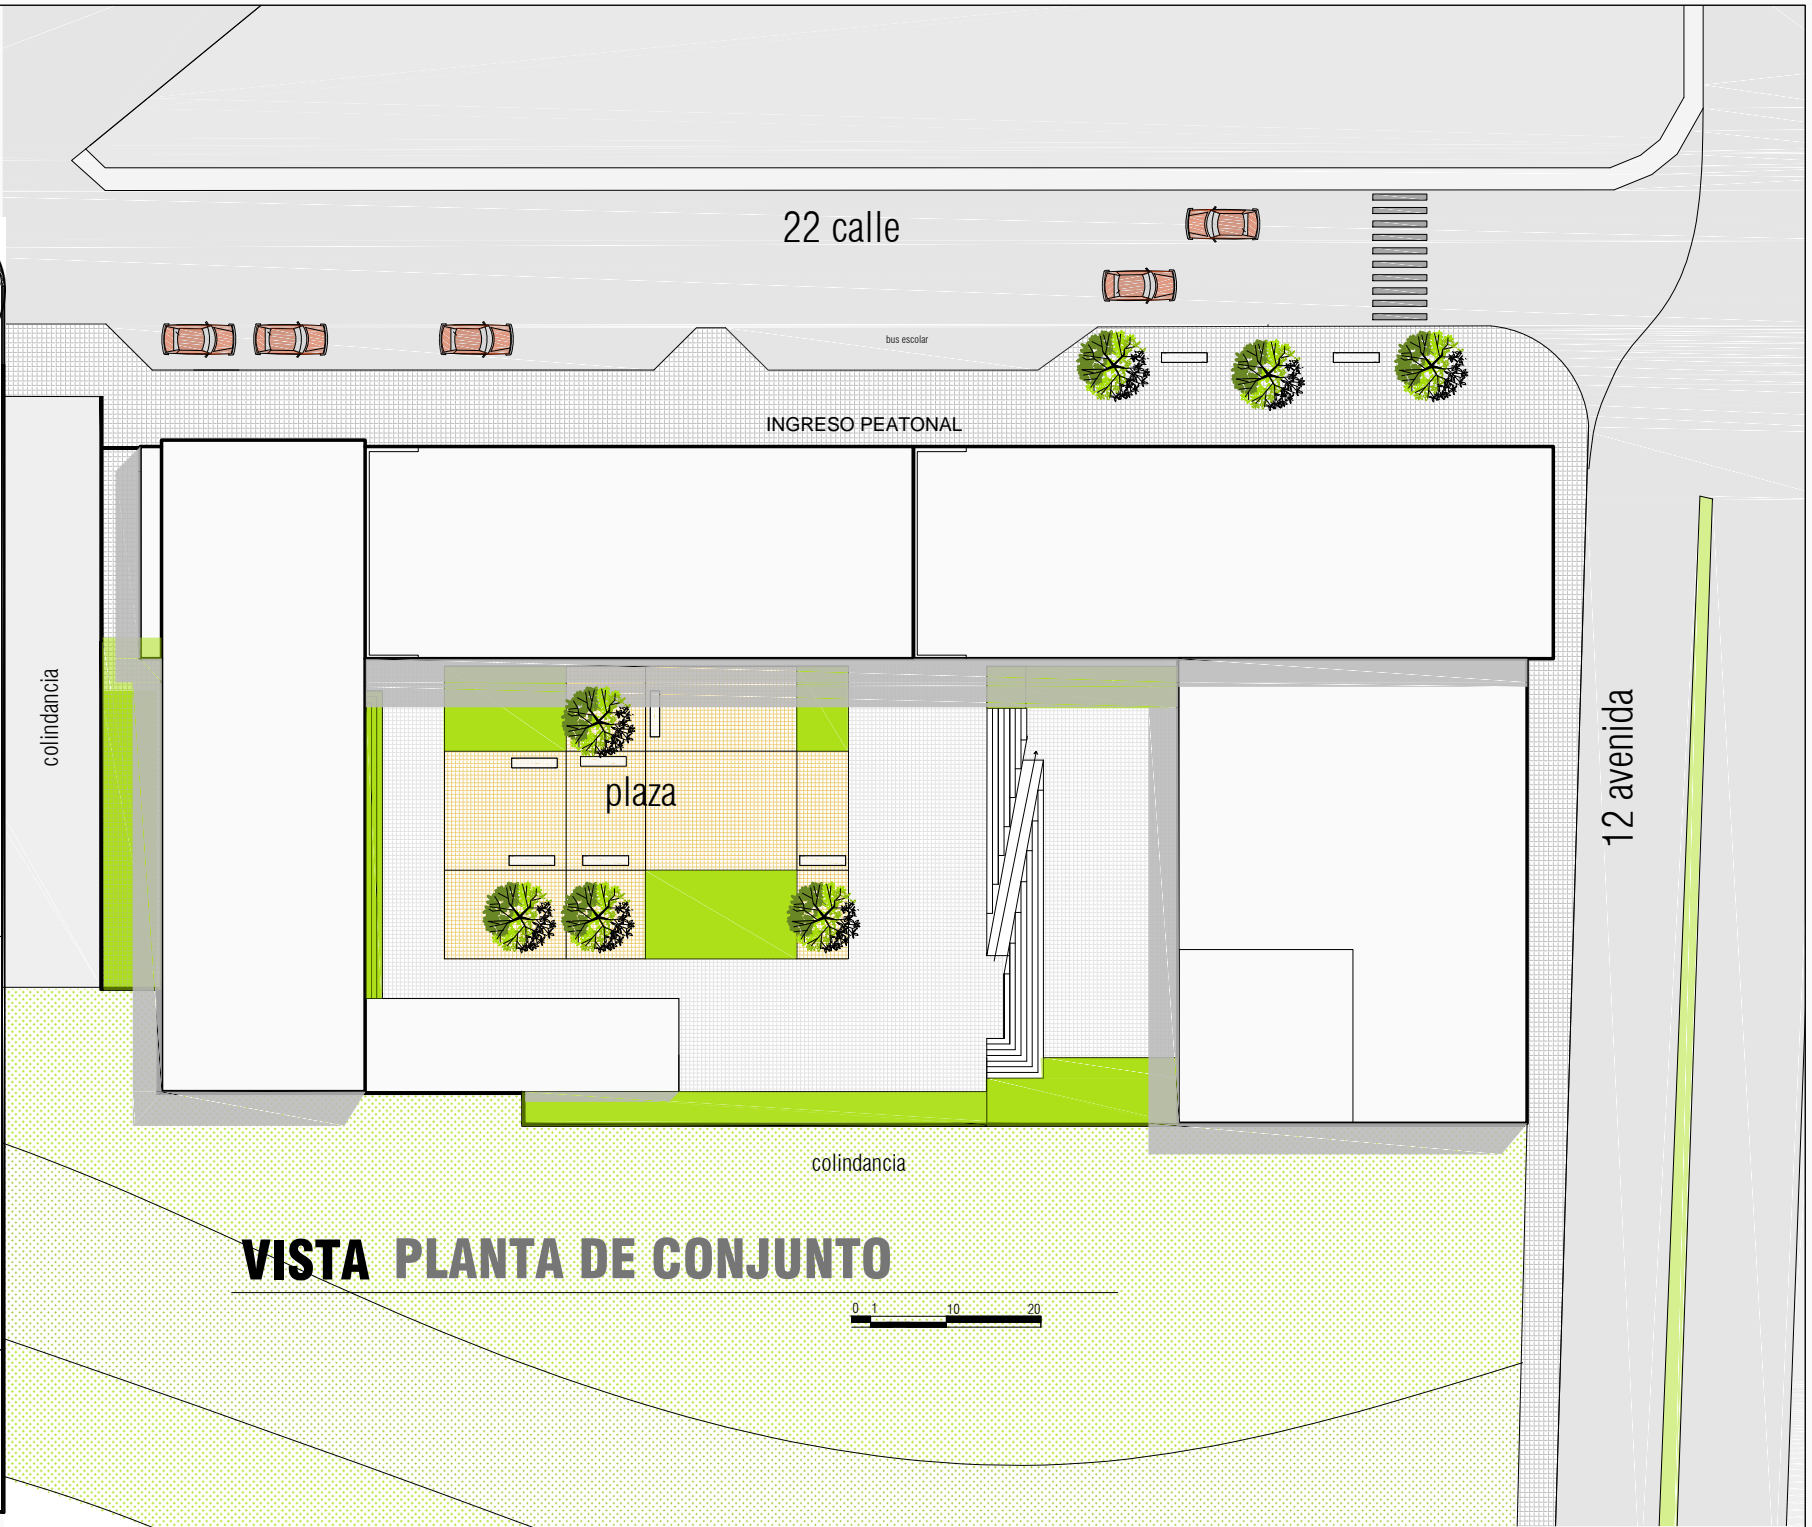 22 calle
bus escolar
INGRESO PEATONAL
colindancia
plaza
12 avenida
colindancia
VISTA PLANTA DE CONJUNTO
0 1 10 20